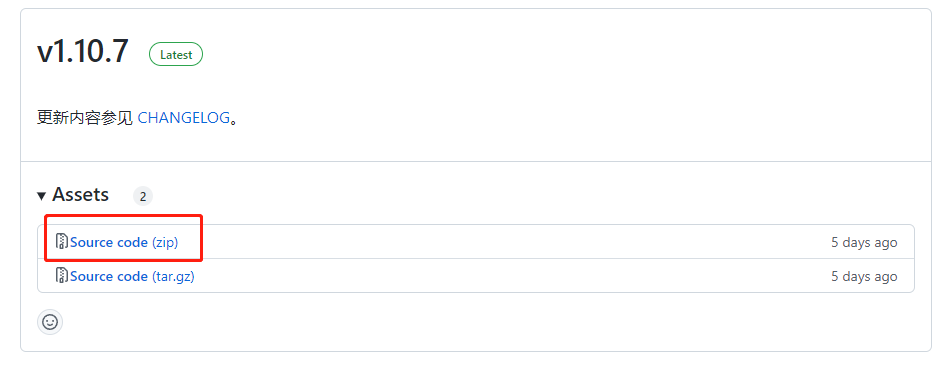 v1.10.7 Latest
更新内容参见 CHANGELOG。
Assets 2
Source code (zip) 5 days ago
Source code (tar.gz) 5 days ago